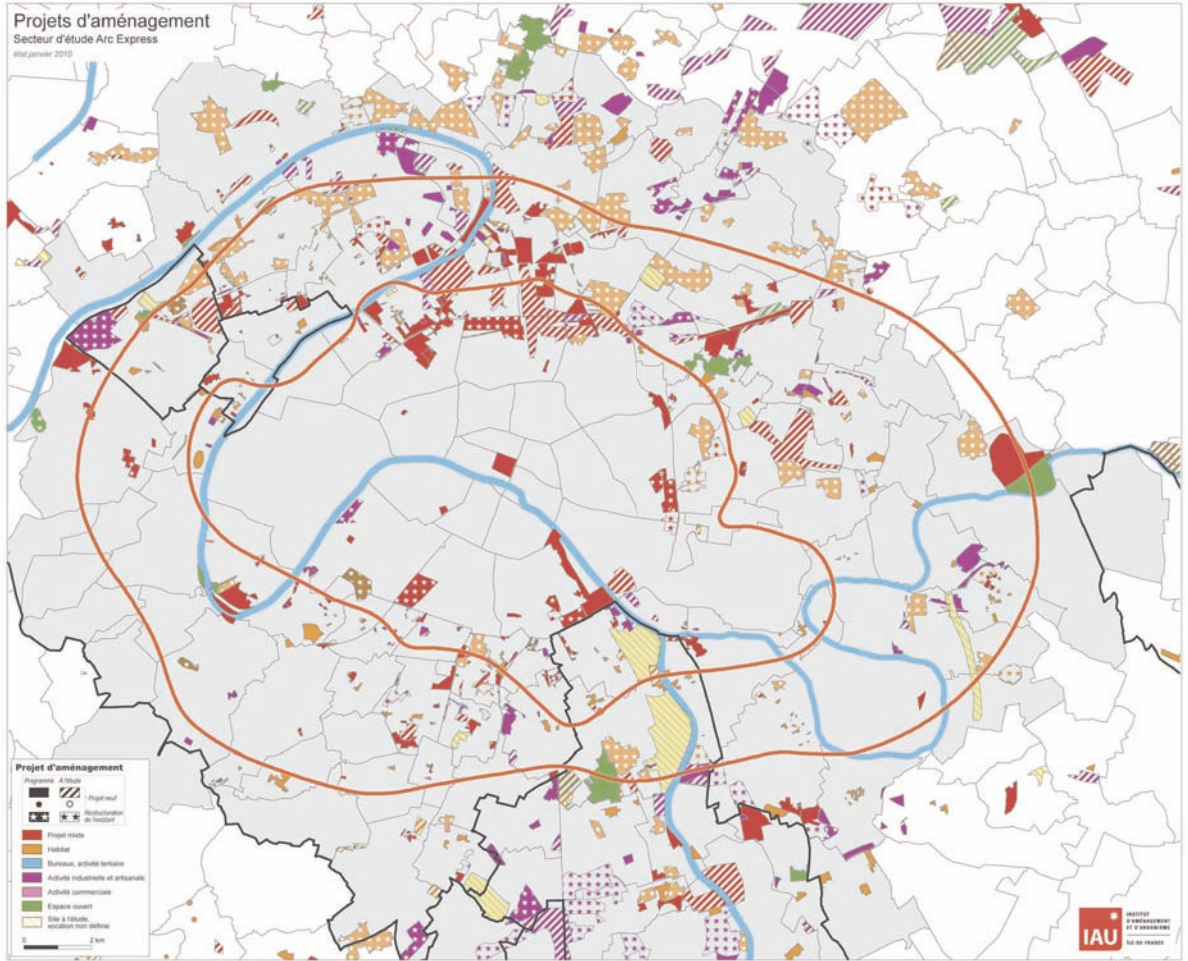 Projets d'aménagement
Secteur d'étude Arc Express
état janvier 2010
Projet d'aménagement
Programmé A l'étude
Projet neuf
Restructuration
de l'existant
Projet mixte
Habitat
Bureaux, activité tertiaire
Activité industrielle et artisanale
Activité commerciale
Espace ouvert
Site à l'étude,
vocation non définie
0 2 km
IAU
INSTITUT
D'AMÉNAGEMENT
ET D'URBANISME
ÎLE-DE-FRANCE